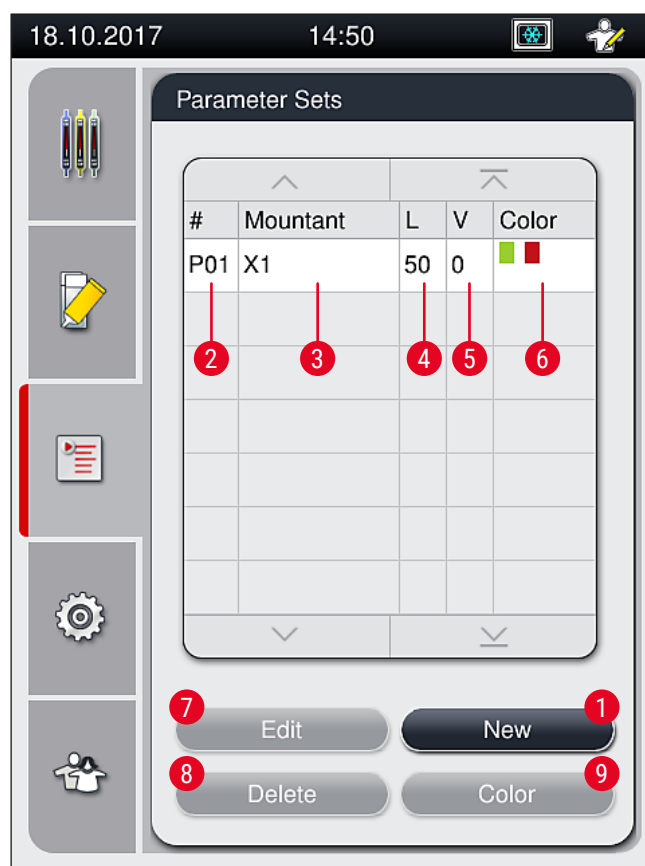 18.10.2017 14:50
Parameter Sets
# Mountant L V Color
P01 X1 50 0
2 3 4 5 6
7 1
Edit New
8 9
Delete Color